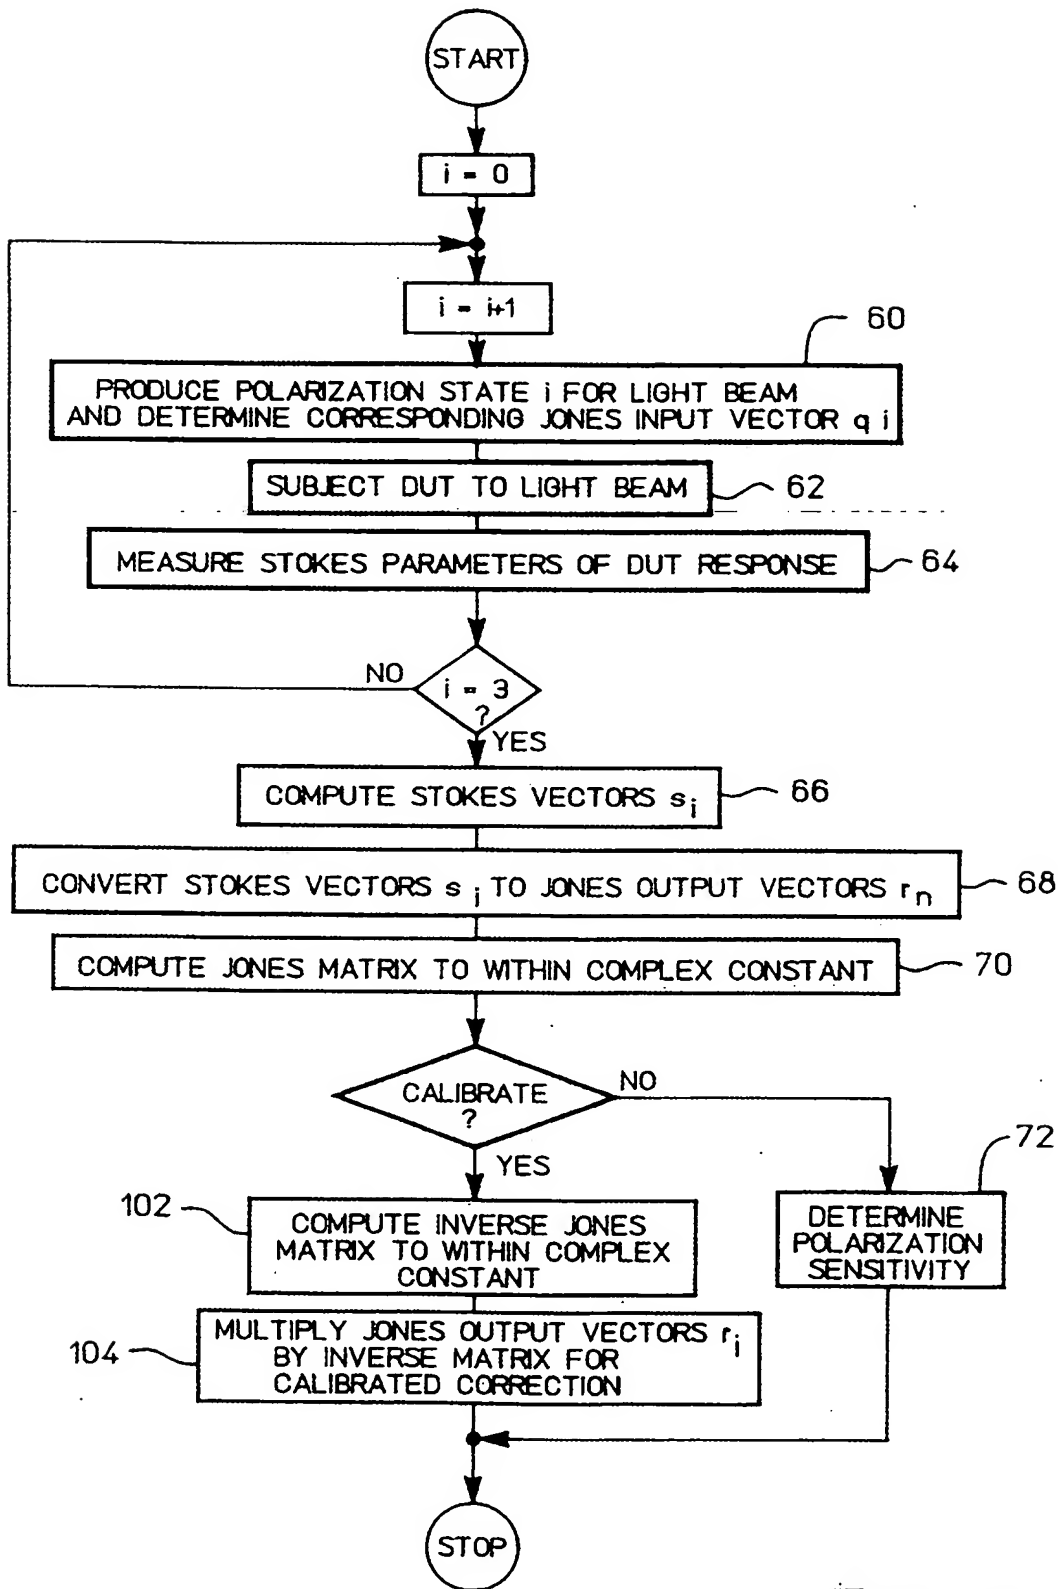 START
i = 0
i = i+1
60
PRODUCE POLARIZATION STATE i FOR LIGHT BEAM
AND DETERMINE CORRESPONDING JONES INPUT VECTOR q i
SUBJECT DUT TO LIGHT BEAM
62
MEASURE STOKES PARAMETERS OF DUT RESPONSE
64
NO
i = 3
?
YES
COMPUTE STOKES VECTORS si
66
CONVERT STOKES VECTORS si TO JONES OUTPUT VECTORS rn
68
COMPUTE JONES MATRIX TO WITHIN COMPLEX CONSTANT
70
CALIBRATE
?
NO
YES
72
102
COMPUTE INVERSE JONES
MATRIX TO WITHIN COMPLEX
CONSTANT
DETERMINE
POLARIZATION
SENSITIVITY
104
MULTIPLY JONES OUTPUT VECTORS ri
BY INVERSE MATRIX FOR
CALIBRATED CORRECTION
STOP